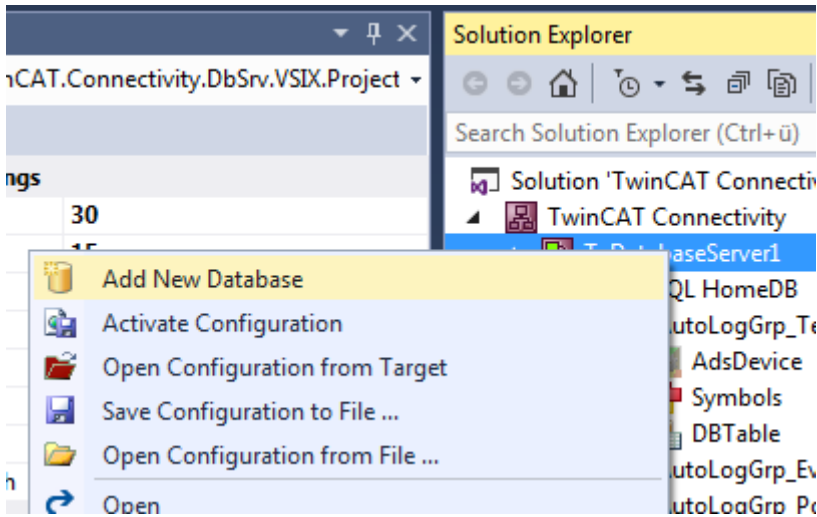 nCAT.Connectivity.DbSrv.VSIX.Project
ngs
30
15
Add New Database
Activate Configuration
Open Configuration from Target
Save Configuration to File ...
Open Configuration from File ...
h
Open
Solution Explorer
Search Solution Explorer (Ctrl+ü)
Solution 'TwinCAT Connectiv
TwinCAT Connectivity
baseServer1
QL HomeDB
utoLogGrp_Te
AdsDevice
Symbols
DBTable
utoLogGrp_Ev
utoLogGrp_Po